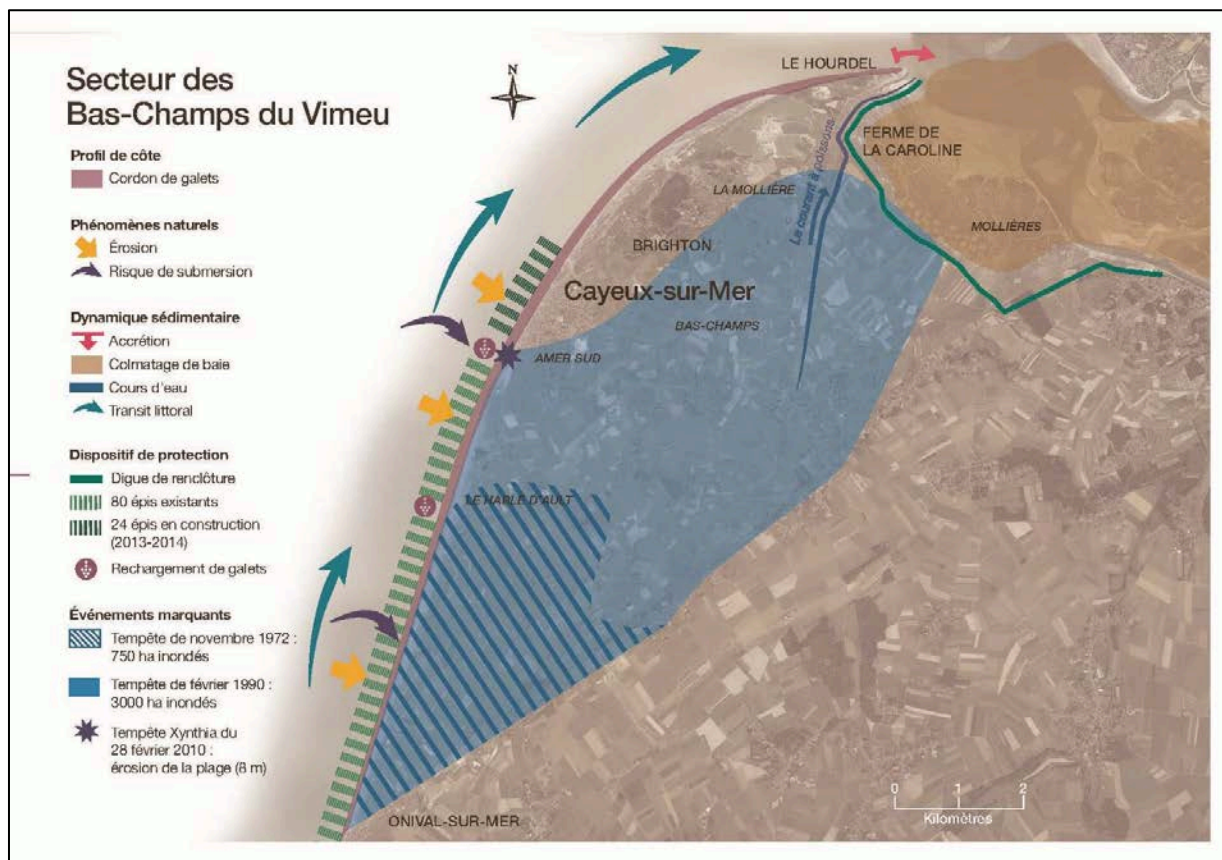 Secteur des
Bas-Champs du Vimeu
Profil de côte
Cordon de galets
Phénomènes naturels
Érosion
Risque de submersion
Dynamique sédimentaire
Accrétion
Colmatage de baie
Cours d'eau
Transit littoral
Dispositif de protection
Digue de renclôture
80 épis existants
24 épis en construction
(2013-2014)
Rechargement de galets
Événements marquants
Tempête de novembre 1972 :
750 ha inondés
Tempête de février 1990 :
3000 ha inondés
Tempête Xynthia du
28 février 2010 :
érosion de la plage (8 m)
N
LE HOURDEL
FERME DE
LA CAROLINE
Le courant à poissons
LA MOLLIÈRE
MOLLIÈRES
BRIGHTON
Cayeux-sur-Mer
BAS-CHAMPS
AMER SUD
LE HABLE D'AULT
ONIVAL-SUR-MER
0 1 2
Kilomètres